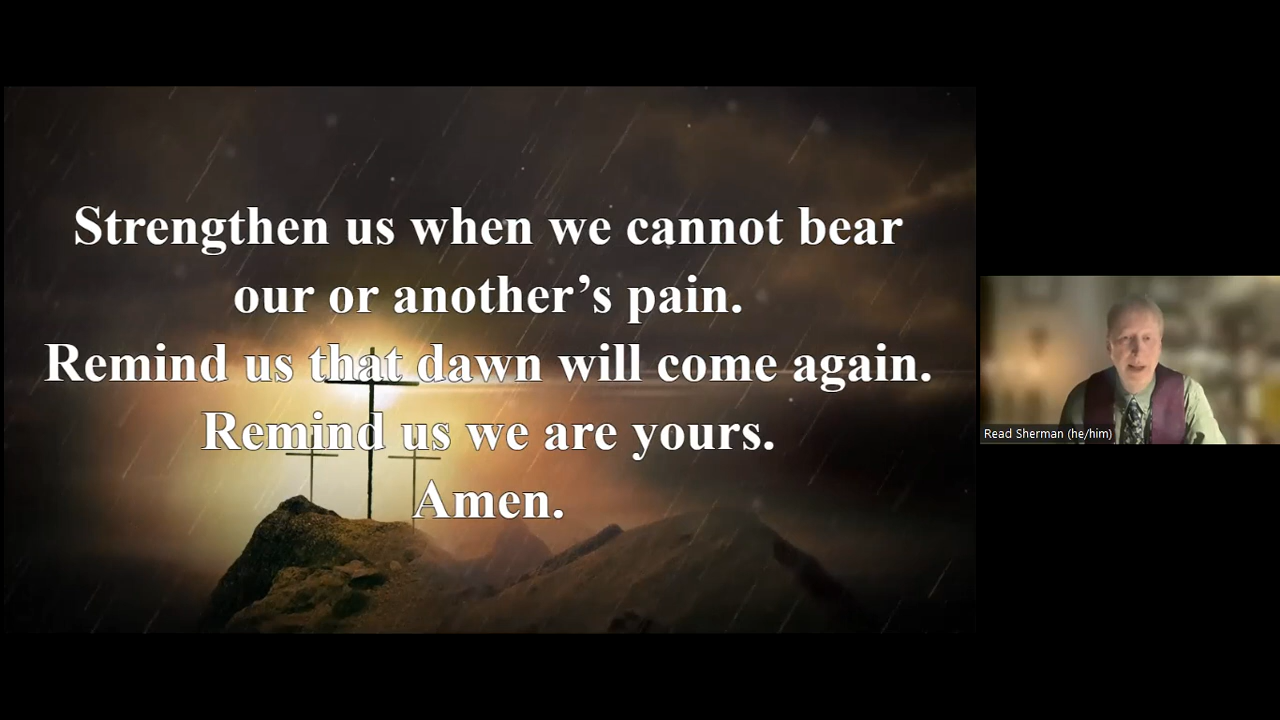 Strengthen us when we cannot bear
our or another’s pain.
Remind us that dawn will come again.
Remind us we are yours.
Amen.
Read Sherman (he/him)